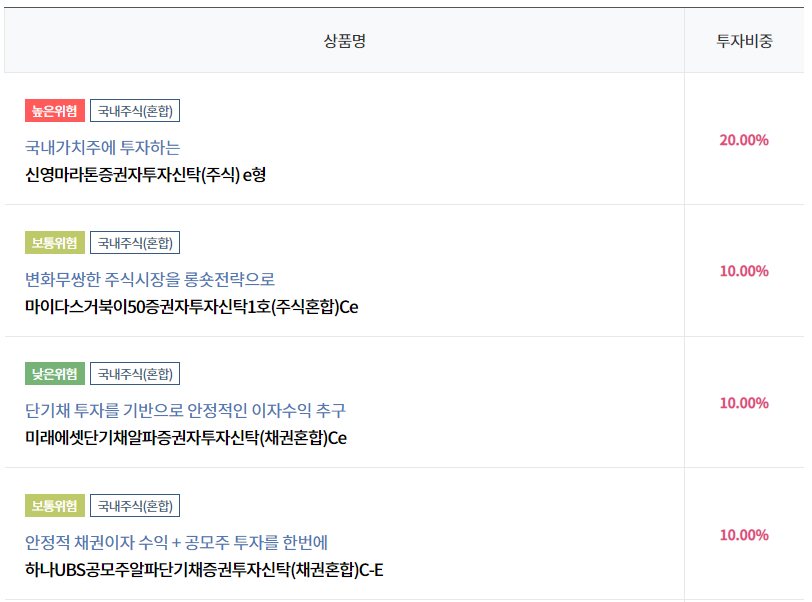 상품명
투자비중
높은위험
국내주식(혼합)
국내가치주에 투자하는
신영마라톤증권자투자신탁(주식) e형
20.00%
보통위험
국내주식(혼합)
변화무쌍한 주식시장을 롱숏전략으로
마이다스거북이50증권자투자신탁1호(주식혼합)Ce
10.00%
낮은위험
국내주식(혼합)
단기채 투자를 기반으로 안정적인 이자수익 추구
미래에셋단기채알파증권자투자신탁(채권혼합)Ce
10.00%
보통위험
국내주식(혼합)
안정적 채권이자 수익 + 공모주 투자를 한번에
하나UBS공모주알파단기채증권투자신탁(채권혼합)C-E
10.00%